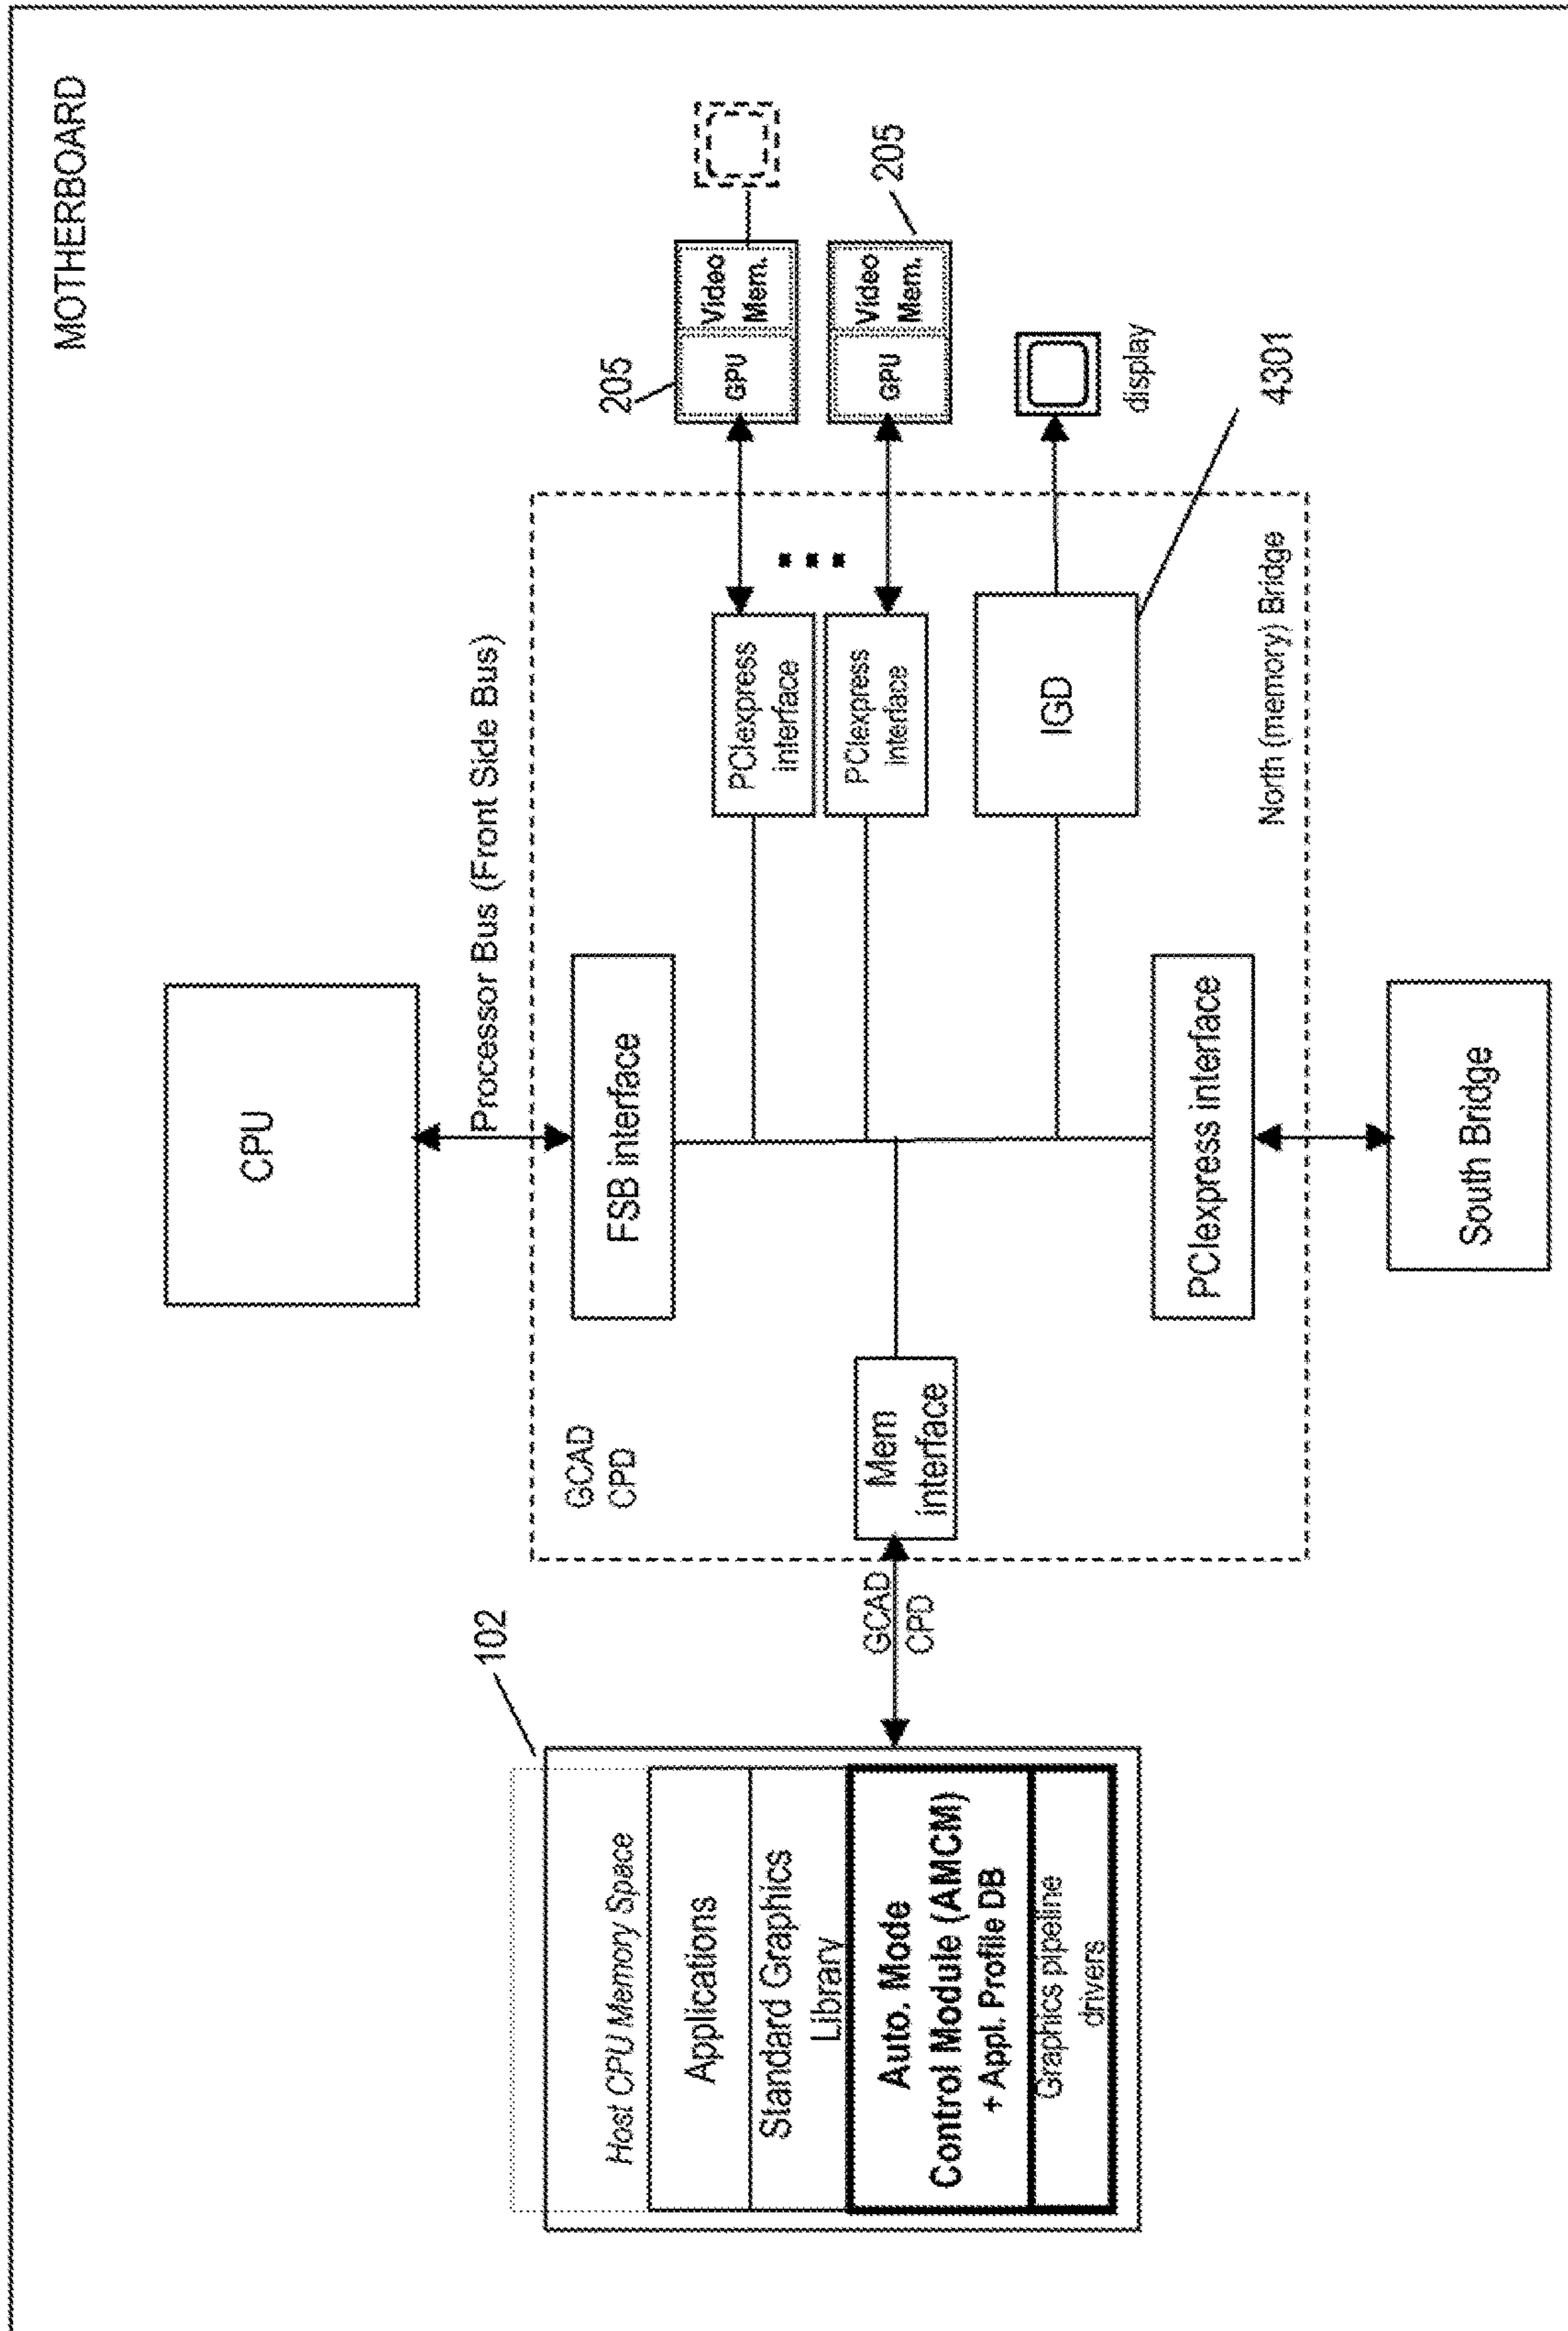 MOTHERBOARD
CPU
Processor Bus (Front Side Bus)
102
Host CPU Memory Space
Applications
Standard Graphics
Library
Auto. Mode
Control Module (AMCM)
+ Appl. Profile DB
Graphics pipeline
drivers
GCAD
CPD
GCAD
CPD
Mem
interface
FSB interface
PCIexpress
interface
PCIexpress
interface
IGD
PCIexpress interface
North (memory) Bridge
South Bridge
205
GPU
Video
Mem.
205
GPU
Video
Mem.
display
4301